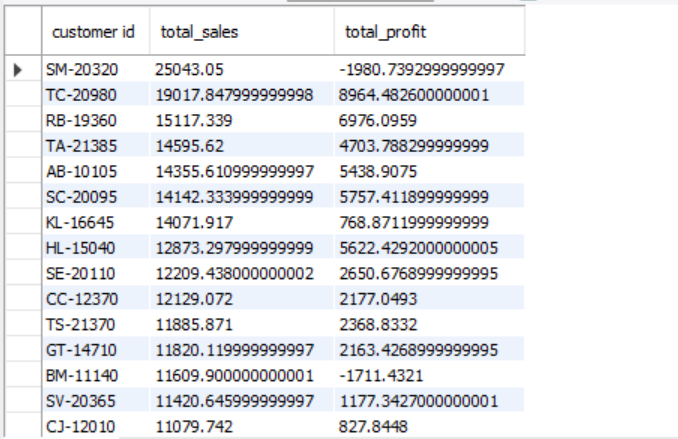 customer id total_sales total_profit
SM-20320 25043.05 -1980.7392999999997
TC-20980 19017.847999999998 8964.482600000001
RB-19360 15117.339 6976.0959
TA-21385 14595.62 4703.788299999999
AB-10105 14355.610999999997 5438.9075
SC-20095 14142.333999999999 5757.411899999999
KL-16645 14071.917 768.8711999999999
HL-15040 12873.297999999999 5622.4292000000005
SE-20110 12209.438000000002 2650.6768999999995
CC-12370 12129.072 2177.0493
TS-21370 11885.871 2368.8332
GT-14710 11820.119999999997 2163.4268999999995
BM-11140 11609.900000000001 -1711.4321
SV-20365 11420.645999999997 1177.3427000000001
CJ-12010 11079.742 827.8448